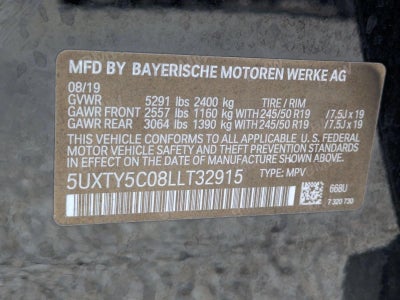 MFD BY BAYERISCHE MOTOREN WERKE AG
08/19
GVWR 5291 lbs 2400 kg TIRE / RIM
GAWR FRONT 2557 lbs 1160 kg WITH 245/50 R19 / 7.5J x 19
GAWR REAR 3064 lbs 1390 kg WITH 245/50 R19 / 7.5J x 19
THIS VEHICLE CONFORMS TO ALL APPLICABLE U. S. FEDERAL
MOTOR VEHICLE SAFETY, BUMPER, AND THEFT PREVENTION
STANDARDS IN EFFECT ON THE DATE OF MANUFACTURE SHOWN ABOVE.
5UXTY5C08LLT32915 TYPE: MPV
668U
7 320 730